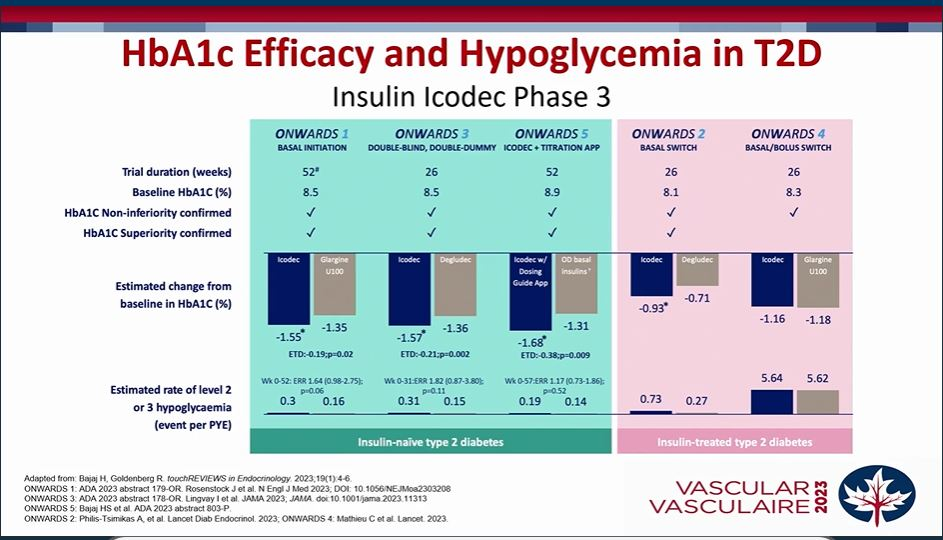 HbA1c Efficacy and Hypoglycemia in T2D
Insulin Icodec Phase 3
ONWARDS 1 ONWARDS 3 ONWARDS 5 ONWARDS 2 ONWARDS 4
BASAL INITIATION DOUBLE-BLIND, DOUBLE-DUMMY ICODEC + TITRATION APP BASAL SWITCH BASAL/BOLUS SWITCH
Trial duration (weeks) 52# 26 52 26 26
Baseline HbA1C (%) 8.5 8.5 8.9 8.1 8.3
HbA1C Non-inferiority confirmed ✓ ✓ ✓ ✓ ✓
HbA1C Superiority confirmed ✓ ✓ ✓ ✓
Estimated change from
baseline in HbA1C (%)
Icodec Glargine
U100
Icodec Degludec
Icodec w/
Dosing
Guide App
OD basal
insulins
Icodec Degludec
Icodec Glargine
U100
-1.55* -1.35 -1.57* -1.36 -1.68* -1.31 -0.93* -0.71 -1.16 -1.18
ETD:-0.19;p=0.02 ETD:-0.21;p=0.002 ETD:-0.38;p=0.009
Estimated rate of level 2
or 3 hypoglycaemia
(event per PYE)
Wk 0-52: ERR 1.64 (0.98-2.75);
p=0.06
Wk 0-31:ERR 1.82 (0.87-3.80);
p=0.11
Wk 0-57:ERR 1.17 (0.73-1.86);
p=0.52
0.3 0.16 0.31 0.15 0.19 0.14 0.73 0.27 5.64 5.62
Insulin-naïve type 2 diabetes Insulin-treated type 2 diabetes
Adapted from: Bajaj H, Goldenberg R. touchREVIEWS in Endocrinology. 2023;19(1):4-6.
ONWARDS 1: ADA 2023 abstract 179-OR. Rosenstock J et al. N Engl J Med 2023; DOI: 10.1056/NEJMoa2303208
ONWARDS 5: ADA 2023 abstract 178-OR. Lingvay I et al. JAMA 2023; JAMA. doi:10.1001/jama.2023.11313
ONWARDS 5: Bajaj HS et al. ADA 2023 abstract 803-P.
ONWARDS 2: Philis-Tsimikas A, et al. Lancet Diab Endocrinol. 2023; ONWARDS 4: Mathieu C et al. Lancet. 2023.
VASCULAR
VASCULAIRE
2023